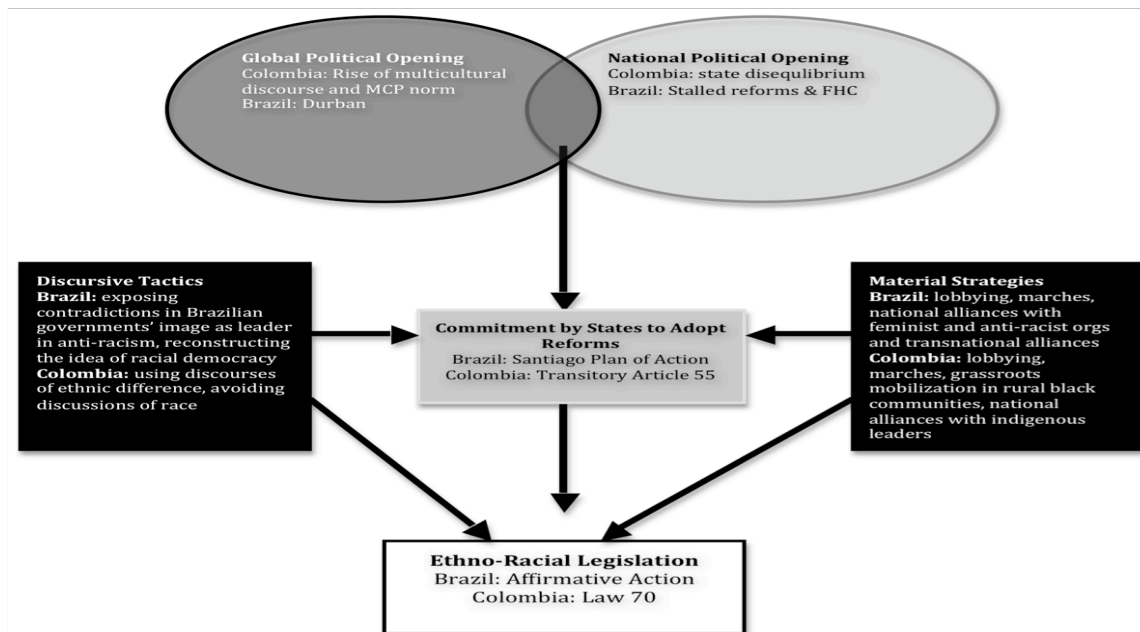 Global Political Opening
Colombia: Rise of multicultural
discourse and MCP norm
Brazil: Durban
National Political Opening
Colombia: state disequlibrium
Brazil: Stalled reforms & FHC
Discursive Tactics
Brazil: exposing
contradictions in Brazilian
governments’ image as leader
in anti-racism, reconstructing
the idea of racial democracy
Colombia: using discourses
of ethnic difference, avoiding
discussions of race
Commitment by States to Adopt
Reforms
Brazil: Santiago Plan of Action
Colombia: Transitory Article 55
Material Strategies
Brazil: lobbying, marches,
national alliances with
feminist and anti-racist orgs
and transnational alliances
Colombia: lobbying,
marches, grassroots
mobilization in rural black
communities, national
alliances with indigenous
leaders
Ethno-Racial Legislation
Brazil: Affirmative Action
Colombia: Law 70